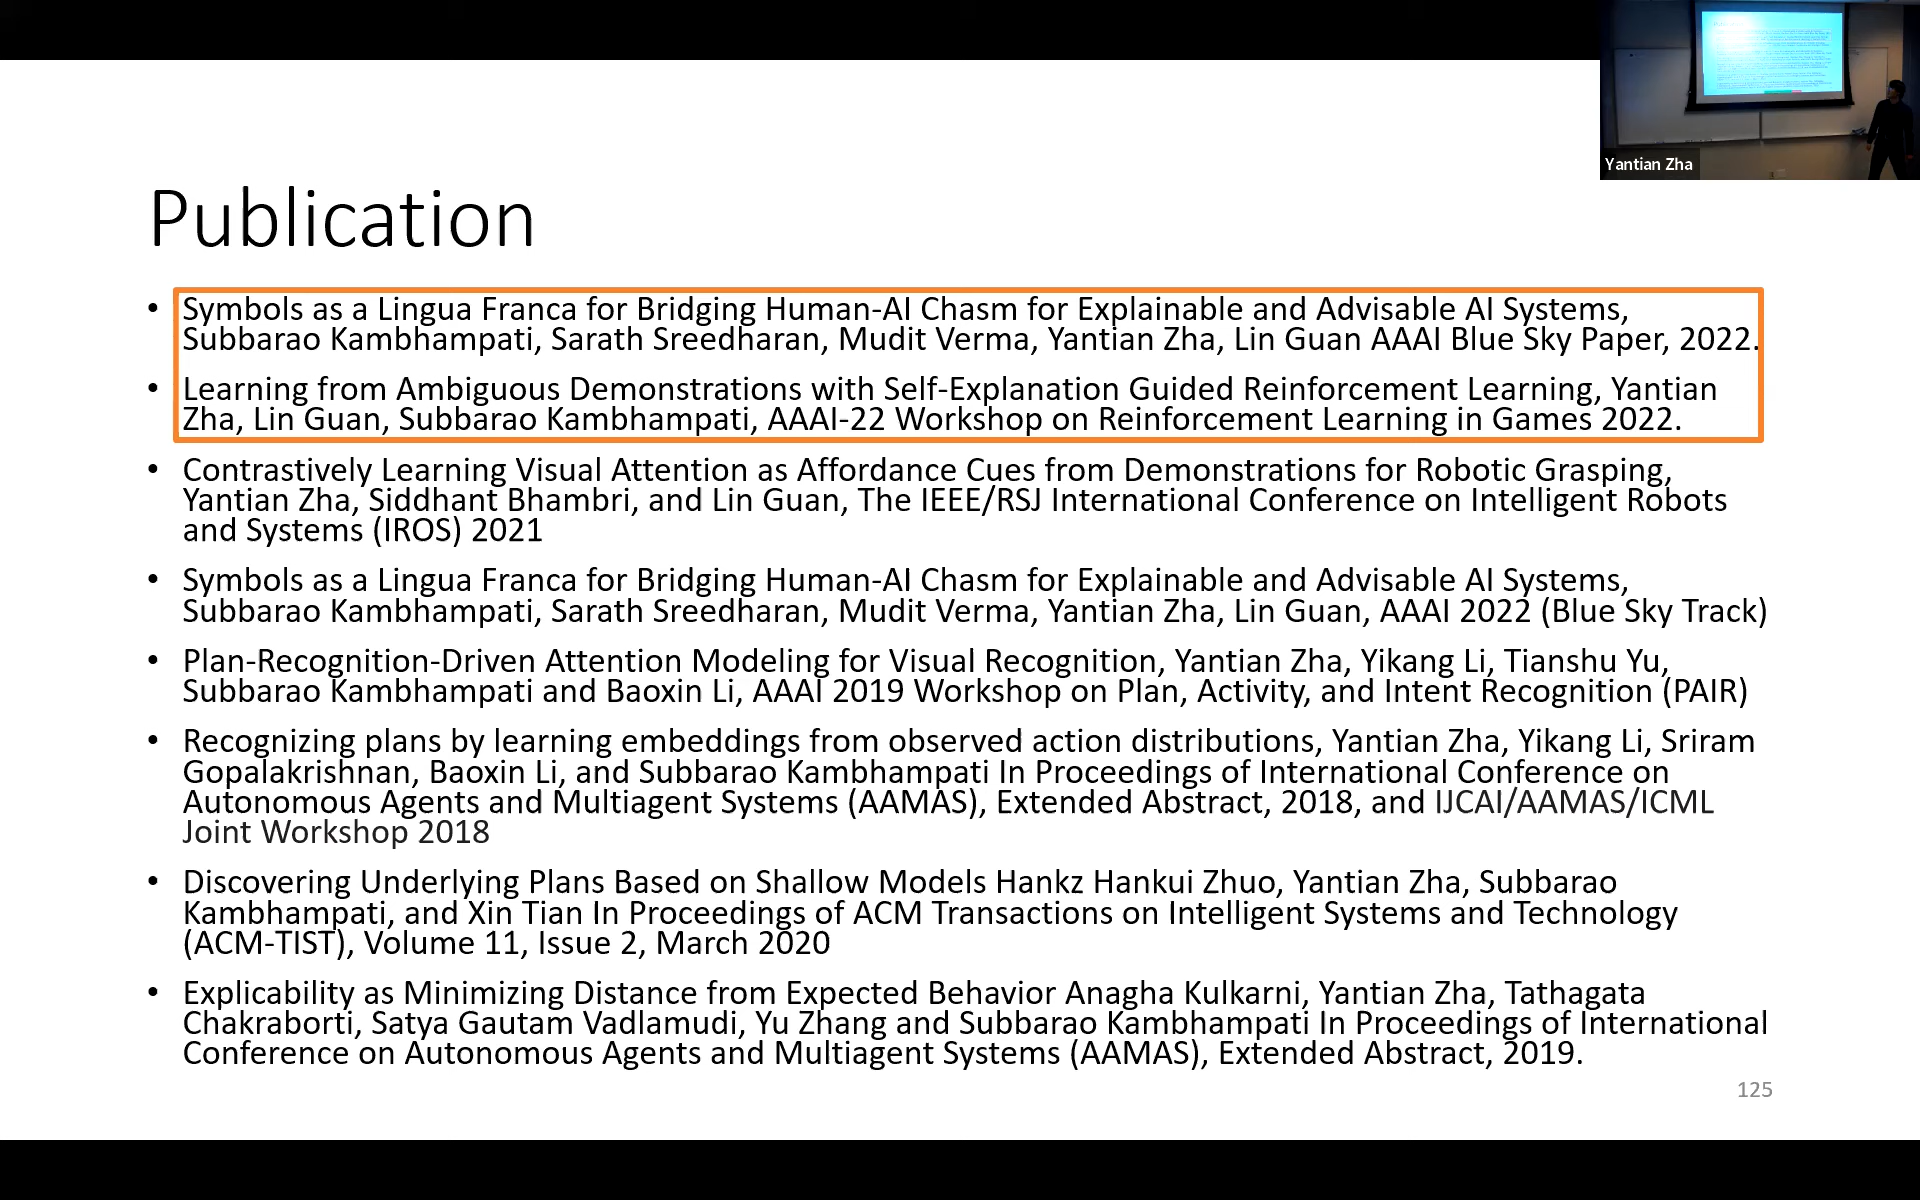 Yantian Zha
Publication
• Symbols as a Lingua Franca for Bridging Human-AI Chasm for Explainable and Advisable AI Systems,
Subbarao Kambhampati, Sarath Sreedharan, Mudit Verma, Yantian Zha, Lin Guan AAAI Blue Sky Paper, 2022.
• Learning from Ambiguous Demonstrations with Self-Explanation Guided Reinforcement Learning, Yantian
Zha, Lin Guan, Subbarao Kambhampati, AAAI-22 Workshop on Reinforcement Learning in Games 2022.
• Contrastively Learning Visual Attention as Affordance Cues from Demonstrations for Robotic Grasping,
Yantian Zha, Siddhant Bhambri, and Lin Guan, The IEEE/RSJ International Conference on Intelligent Robots
and Systems (IROS) 2021
• Symbols as a Lingua Franca for Bridging Human-AI Chasm for Explainable and Advisable AI Systems,
Subbarao Kambhampati, Sarath Sreedharan, Mudit Verma, Yantian Zha, Lin Guan, AAAI 2022 (Blue Sky Track)
• Plan-Recognition-Driven Attention Modeling for Visual Recognition, Yantian Zha, Yikang Li, Tianshu Yu,
Subbarao Kambhampati and Baoxin Li, AAAI 2019 Workshop on Plan, Activity, and Intent Recognition (PAIR)
• Recognizing plans by learning embeddings from observed action distributions, Yantian Zha, Yikang Li, Sriram
Gopalakrishnan, Baoxin Li, and Subbarao Kambhampati In Proceedings of International Conference on
Autonomous Agents and Multiagent Systems (AAMAS), Extended Abstract, 2018, and IJCAI/AAMAS/ICML
Joint Workshop 2018
• Discovering Underlying Plans Based on Shallow Models Hankz Hankui Zhuo, Yantian Zha, Subbarao
Kambhampati, and Xin Tian In Proceedings of ACM Transactions on Intelligent Systems and Technology
(ACM-TIST), Volume 11, Issue 2, March 2020
• Explicability as Minimizing Distance from Expected Behavior Anagha Kulkarni, Yantian Zha, Tathagata
Chakraborti, Satya Gautam Vadlamudi, Yu Zhang and Subbarao Kambhampati In Proceedings of International
Conference on Autonomous Agents and Multiagent Systems (AAMAS), Extended Abstract, 2019.
125